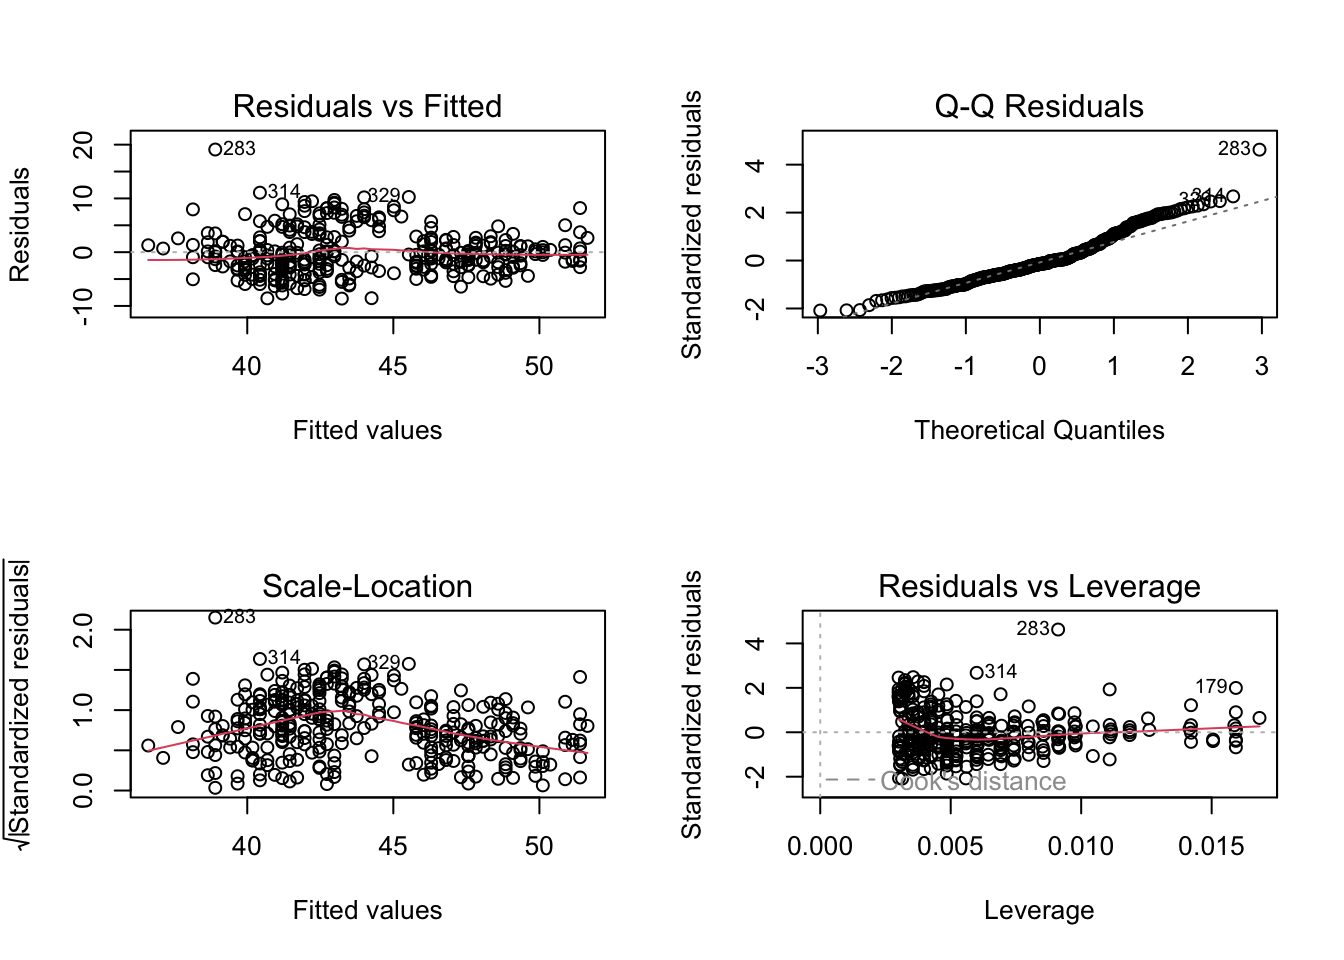 Residuals vs Fitted
Residuals
20
10
0
-10
283
314
329
40 45 50
Fitted values
Q-Q Residuals
Standardized residuals
4
2
0
-2
283
314
-3 -2 -1 0 1 2 3
Theoretical Quantiles
Scale-Location
√|Standardized residuals|
2.0
1.0
0.0
283
314
329
40 45 50
Fitted values
Residuals vs Leverage
Standardized residuals
4
2
0
-2
283
314
179
Cook's distance
0.000 0.005 0.010 0.015
Leverage